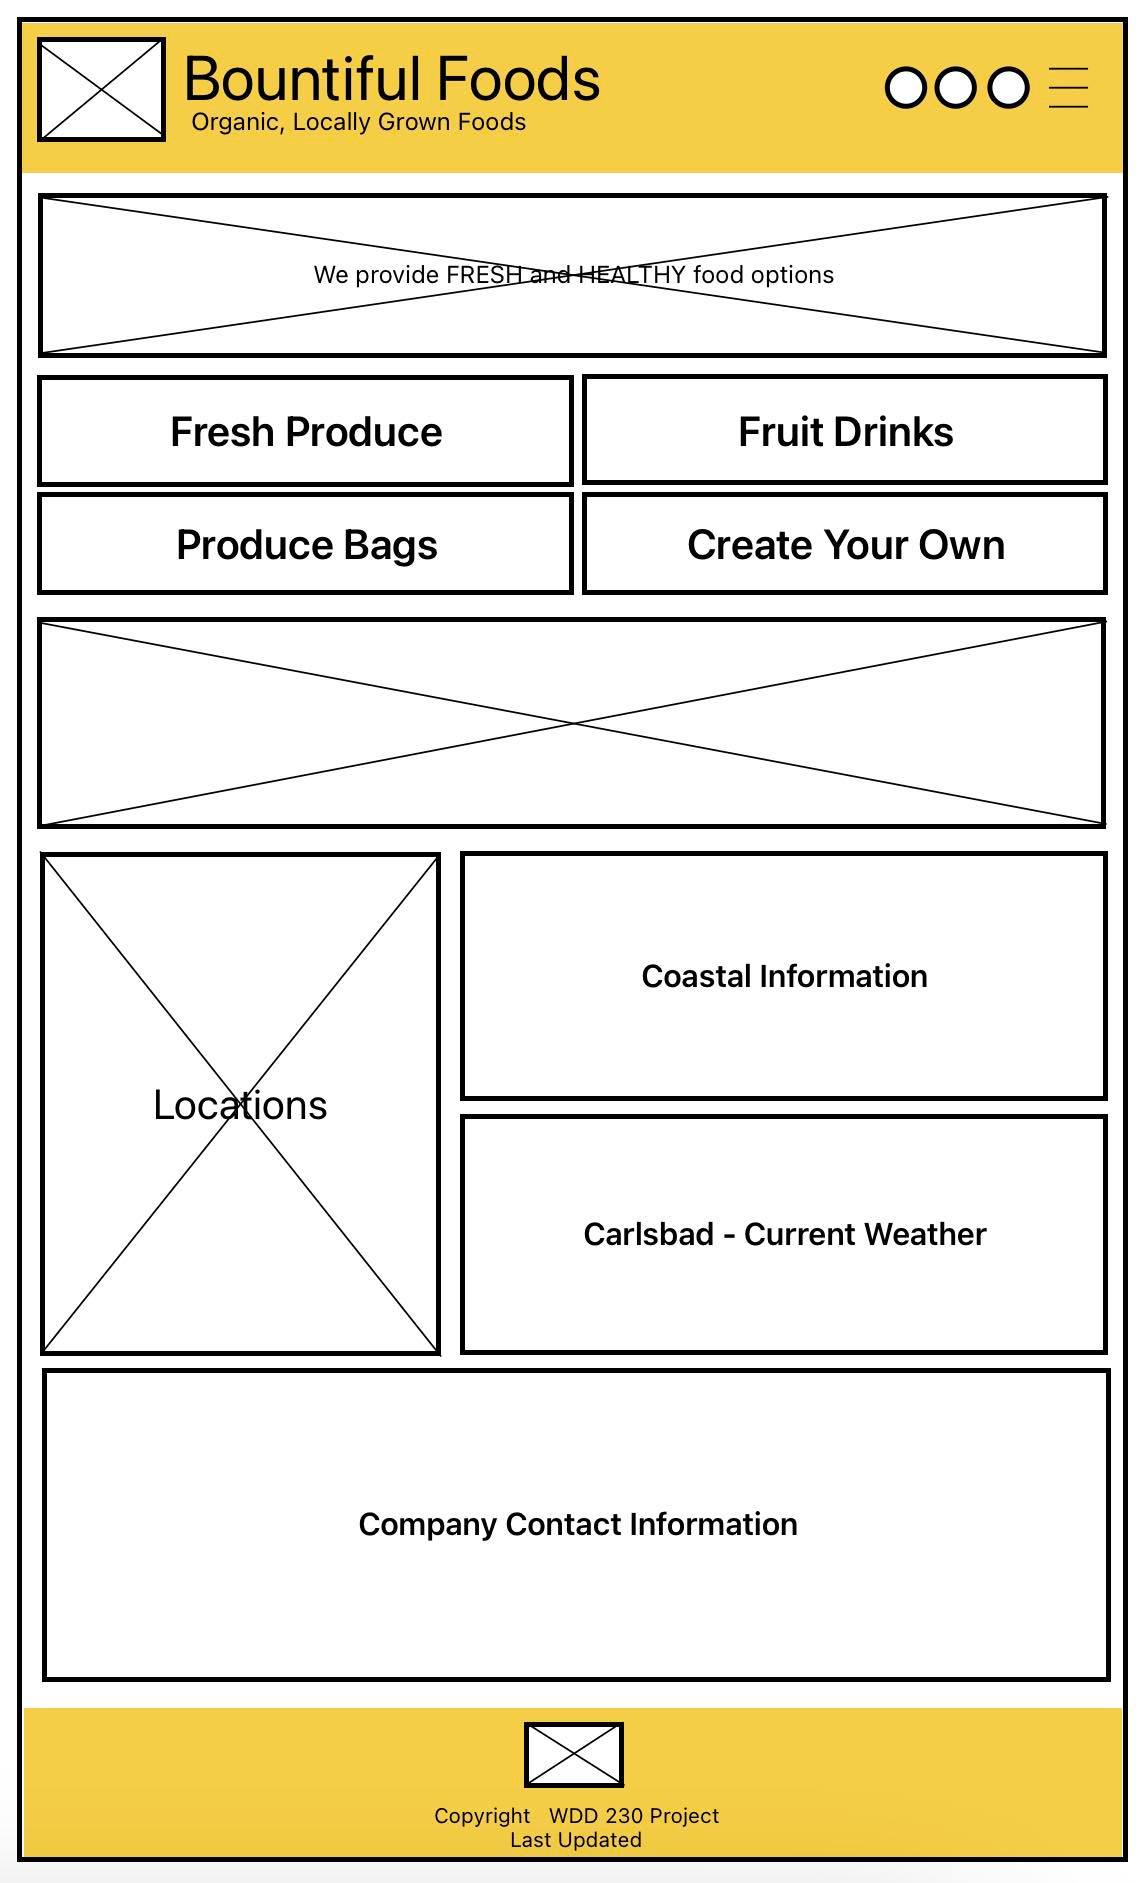 Bountiful Foods
Organic, Locally Grown Foods
We provide FRESH and HEALTHY food options
Fresh Produce
Fruit Drinks
Produce Bags
Create Your Own
Locations
Coastal Information
Carlsbad - Current Weather
Company Contact Information
Copyright WDD 230 Project
Last Updated